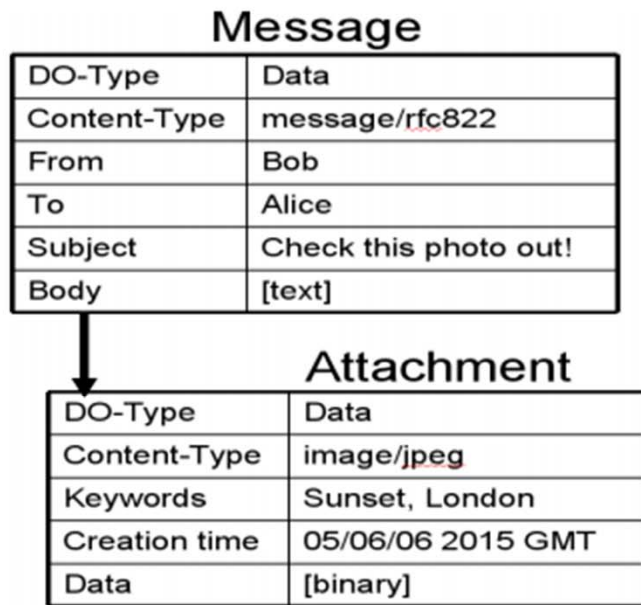 Message
DO-Type Data
Content-Type message/rfc822
From Bob
To Alice
Subject Check this photo out!
Body [text]
Attachment
DO-Type Data
Content-Type image/jpeg
Keywords Sunset, London
Creation time 05/06/06 2015 GMT
Data [binary]